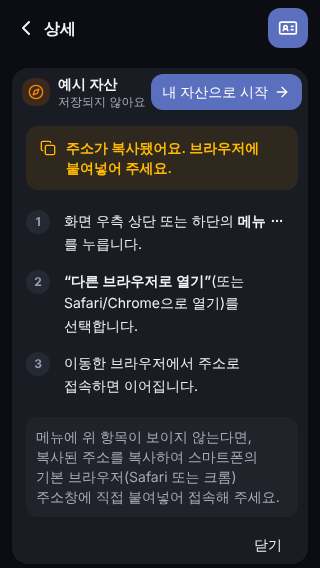 상세
예시 자산
저장되지 않아요
내 자산으로 시작 →
주소가 복사됐어요. 브라우저에
붙여넣어 주세요.
1 화면 우측 상단 또는 하단의 메뉴 ⋯
를 누릅니다.
2 “다른 브라우저로 열기”(또는
Safari/Chrome으로 열기)를
선택합니다.
3 이동한 브라우저에서 주소로
접속하면 이어집니다.
메뉴에 위 항목이 보이지 않는다면,
복사된 주소를 복사하여 스마트폰의
기본 브라우저(Safari 또는 크롬)
주소창에 직접 붙여넣어 접속해 주세요.
닫기